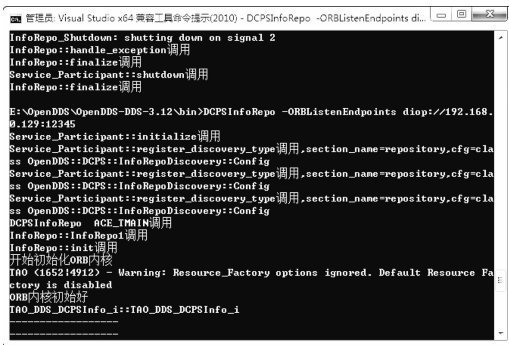 管理员: Visual Studio x64 兼容工具命令提示(2010) - DCPSInfoRepo -ORBListenEndpoints di...
InfoRepo_Shutdown: shutting down on signal 2
InfoRepo::handle_exception调用
InfoRepo::finalize调用
Service_Participant::shutdown调用
InfoRepo::finalize调用
E:\OpenDDS\OpenDDS-DDS-3.12\bin>DCPSInfoRepo -ORBListenEndpoints diop://192.168.
0.129:12345
Service_Participant::initialize调用
Service_Participant::register_discovery_type调用,section_name=repository,cfg=cla
ss OpenDDS::DCPS::InfoRepoDiscovery::Config
Service_Participant::register_discovery_type调用,section_name=repository,cfg=cla
ss OpenDDS::DCPS::InfoRepoDiscovery::Config
Service_Participant::register_discovery_type调用,section_name=repository,cfg=cla
ss OpenDDS::DCPS::InfoRepoDiscovery::Config
DCPSInfoRepo  ACE_TMAIN调用
InfoRepo::InfoRepo1调用
InfoRepo::init调用
开始初始化ORB内核
TAO (1652|4912) - Warning: Resource_Factory options ignored. Default Resource Fa
ctory is disabled
ORB内核初始好
TAO_DDS_DCPSInfo_i::TAO_DDS_DCPSInfo_i
------------------
------------------